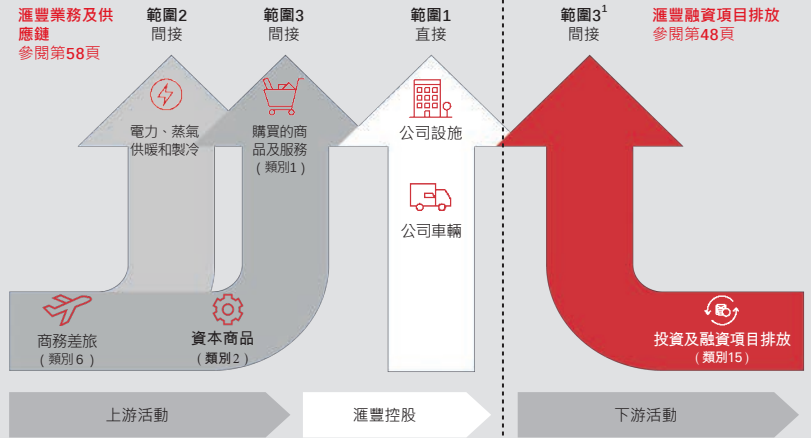 滙豐業務及供
應鏈
參閱第58頁
範圍2
間接
範圍3
間接
範圍1
直接
範圍3¹
間接
滙豐融資項目排放
參閱第48頁
電力、蒸氣
供暖和製冷
購買的商
品及服務
(類別1)
公司設施
公司車輛
商務差旅
(類別6)
資本商品
(類別2)
投資及融資項目排放
(類別15)
上游活動
滙豐控股
下游活動